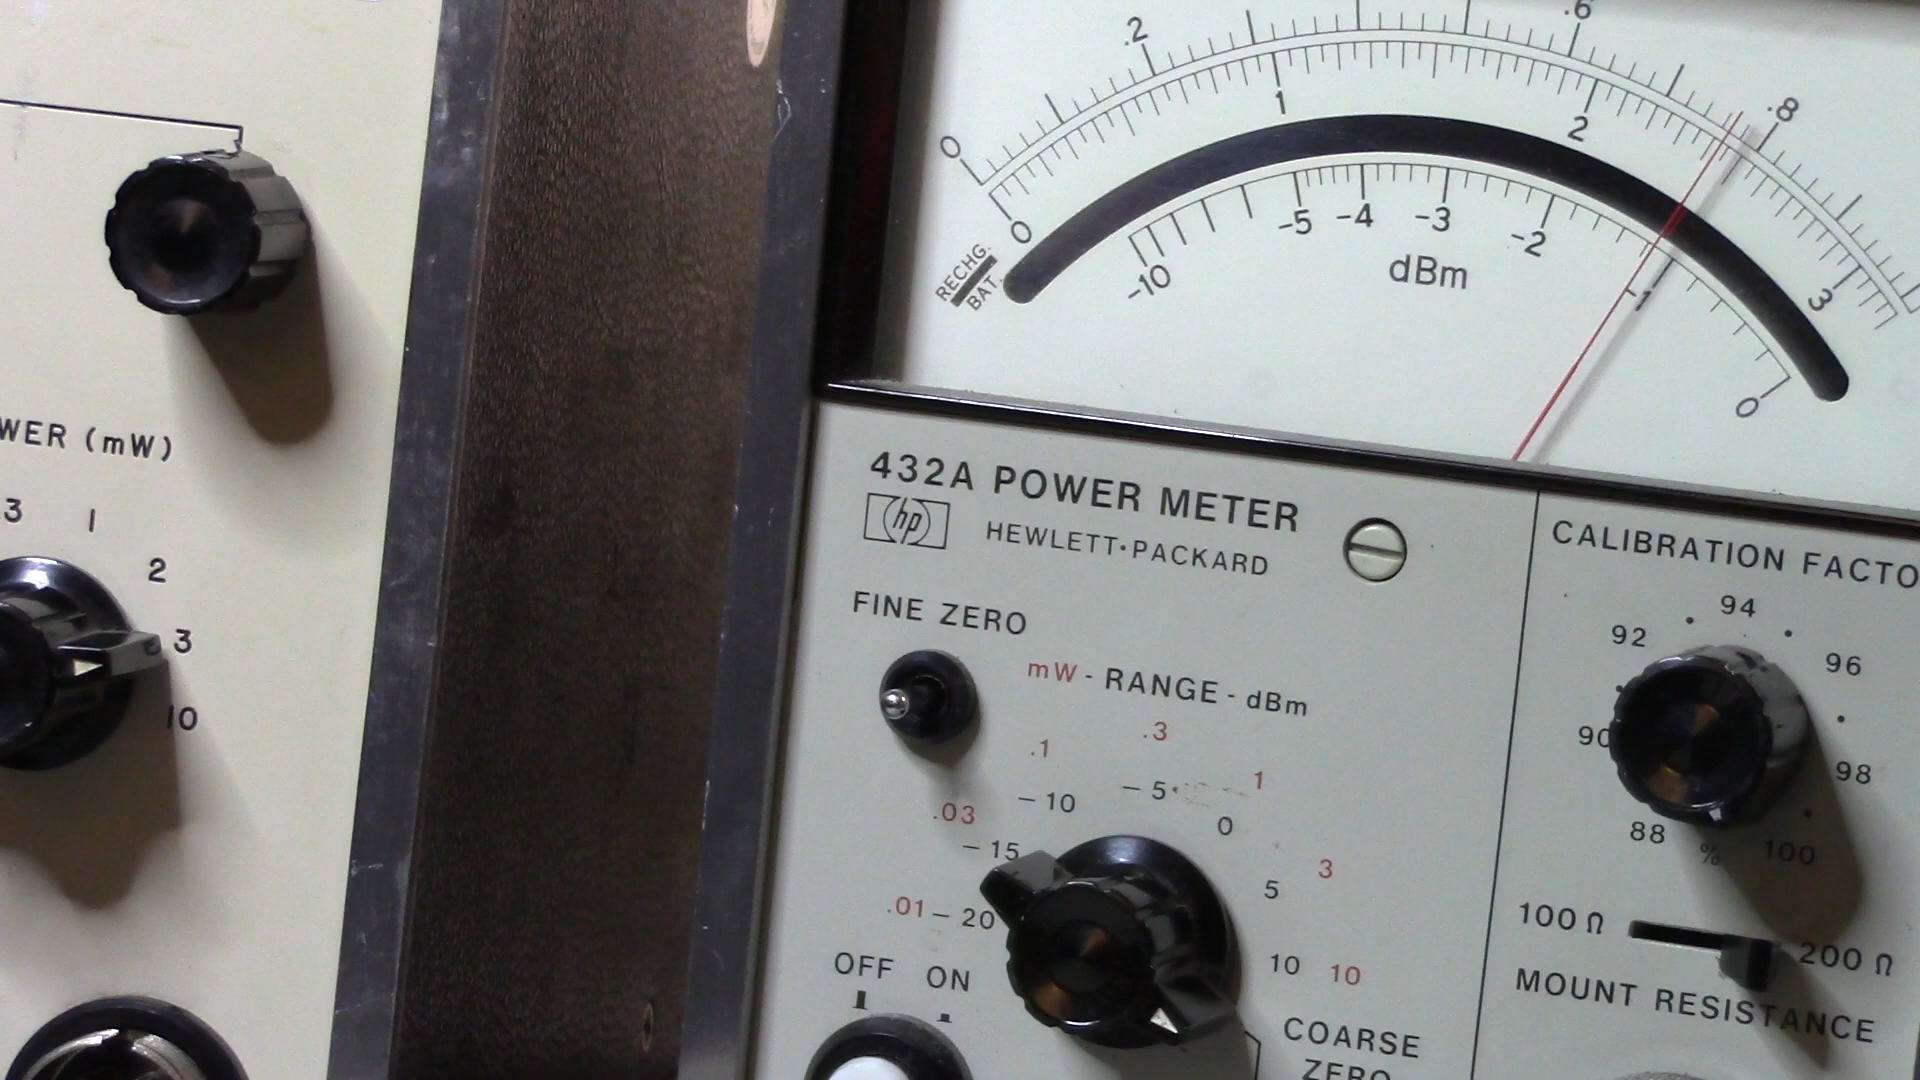 WER (mW)
3 1
2
3
10
0 .2 .6 .8
0 1 2 3
RECHG.
BAT.
-10 -5 -4 -3 -2 -1 0
dBm
432A POWER METER
hp HEWLETT·PACKARD
FINE ZERO
mW - RANGE - dBm
.01 .03 .1 .3 1 3 10
-20 -15 -10 -5 0 5 10
OFF ON
COARSE
ZERO
CALIBRATION FACTO
88 90 92 94 96 98 100
%
100 Ω 200 Ω
MOUNT RESISTANCE